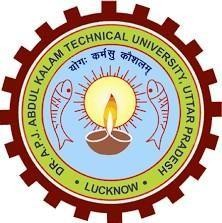 DR. A.P.J. ABDUL KALAM TECHNICAL UNIVERSITY, UTTAR PRADESH
योगः कर्मसु कौशलम्
• LUCKNOW •